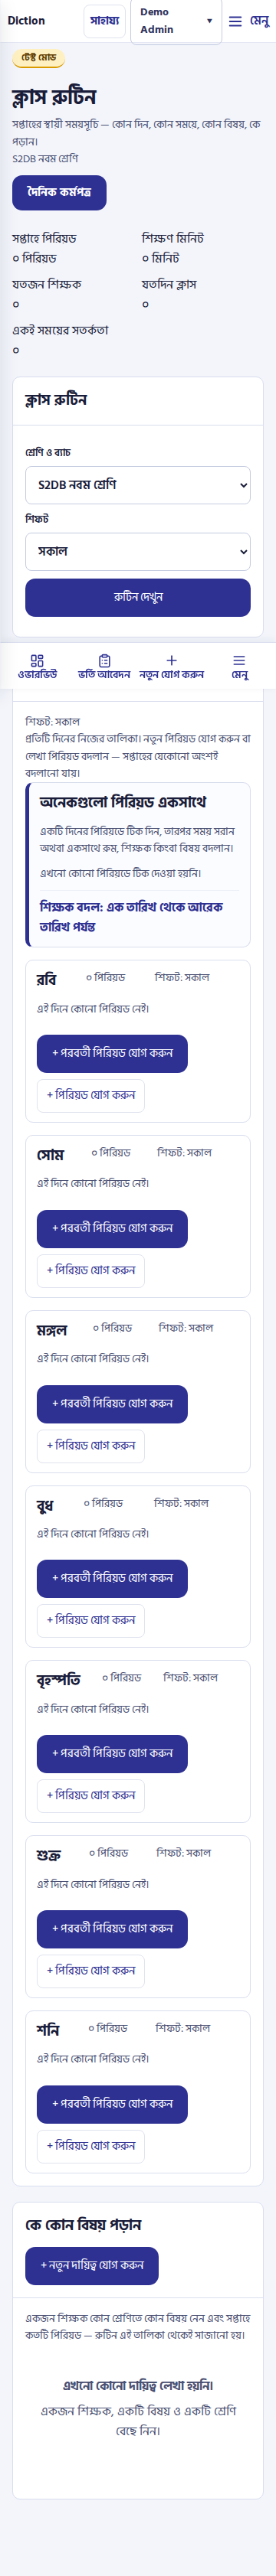 Diction
সাহায্য
Demo
Admin
মেনু
টেস্ট মোড
ক্লাস রুটিন
সপ্তাহের স্থায়ী সময়সূচি — কোন দিন, কোন সময়ে, কোন বিষয়, কে
পড়ান।
S2DB নবম শ্রেণি
দৈনিক কর্মপত্র
সপ্তাহে পিরিয়ড
০ পিরিয়ড
শিক্ষণ মিনিট
০ মিনিট
যতজন শিক্ষক
০
যতদিন ক্লাস
০
একই সময়ের সতর্কতা
০
ক্লাস রুটিন
শ্রেণি ও ব্যাচ
S2DB নবম শ্রেণি
শিফট
সকাল
রুটিন দেখুন
ওভারভিউ
ভর্তি আবেদন
নতুন যোগ করুন
মেনু
শিফট: সকাল
প্রতিটি দিনের নিজের তালিকা। নতুন পিরিয়ড যোগ করুন বা
লেখা পিরিয়ড বদলান — সপ্তাহের যেকোনো অংশই
বদলানো যায়।
অনেকগুলো পিরিয়ড একসাথে
একটি দিনের পিরিয়ডে টিক দিন, তারপর সময় সরান
অথবা একসাথে রুম, শিক্ষক কিংবা বিষয় বদলান।
এখনো কোনো পিরিয়ডে টিক দেওয়া হয়নি।
শিক্ষক বদল: এক তারিখ থেকে আরেক
তারিখ পর্যন্ত
রবি ০ পিরিয়ড শিফট: সকাল
এই দিনে কোনো পিরিয়ড নেই।
+ পরবর্তী পিরিয়ড যোগ করুন
+ পিরিয়ড যোগ করুন
সোম ০ পিরিয়ড শিফট: সকাল
এই দিনে কোনো পিরিয়ড নেই।
+ পরবর্তী পিরিয়ড যোগ করুন
+ পিরিয়ড যোগ করুন
মঙ্গল ০ পিরিয়ড শিফট: সকাল
এই দিনে কোনো পিরিয়ড নেই।
+ পরবর্তী পিরিয়ড যোগ করুন
+ পিরিয়ড যোগ করুন
বুধ ০ পিরিয়ড শিফট: সকাল
এই দিনে কোনো পিরিয়ড নেই।
+ পরবর্তী পিরিয়ড যোগ করুন
+ পিরিয়ড যোগ করুন
বৃহস্পতি ০ পিরিয়ড শিফট: সকাল
এই দিনে কোনো পিরিয়ড নেই।
+ পরবর্তী পিরিয়ড যোগ করুন
+ পিরিয়ড যোগ করুন
শুক্র ০ পিরিয়ড শিফট: সকাল
এই দিনে কোনো পিরিয়ড নেই।
+ পরবর্তী পিরিয়ড যোগ করুন
+ পিরিয়ড যোগ করুন
শনি ০ পিরিয়ড শিফট: সকাল
এই দিনে কোনো পিরিয়ড নেই।
+ পরবর্তী পিরিয়ড যোগ করুন
+ পিরিয়ড যোগ করুন
কে কোন বিষয় পড়ান
+ নতুন দায়িত্ব যোগ করুন
একজন শিক্ষক কোন শ্রেণিতে কোন বিষয় নেন এবং সপ্তাহে
কতটি পিরিয়ড — রুটিন এই তালিকা থেকেই সাজানো হয়।
এখনো কোনো দায়িত্ব লেখা হয়নি।
একজন শিক্ষক, একটি বিষয় ও একটি শ্রেণি
বেছে নিন।